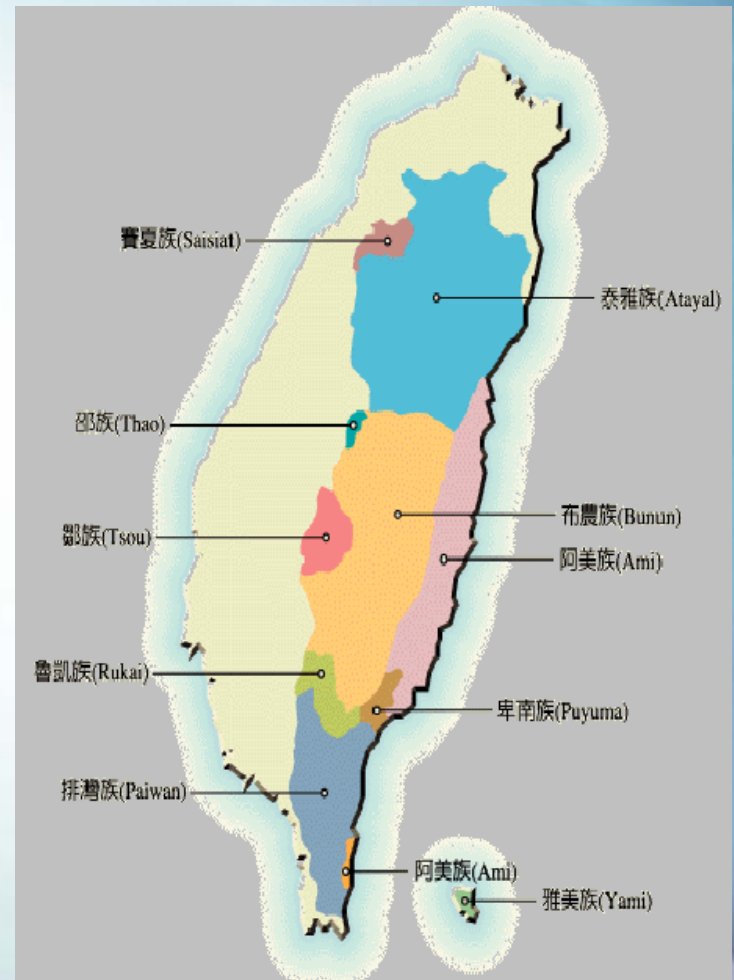 賽夏族(Saisiat)
泰雅族(Atayal)
邵族(Thao)
布農族(Bunun)
鄒族(Tsou)
阿美族(Ami)
魯凱族(Rukai)
卑南族(Puyuma)
排灣族(Paiwan)
阿美族(Ami)
雅美族(Yami)